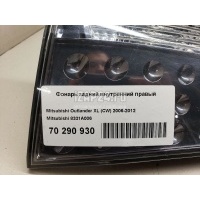 Фонарь задний внутренний правый
Mitsubishi Outlander XL (CW) 2006-2012
Mitsubishi 8331A006
70 290 930